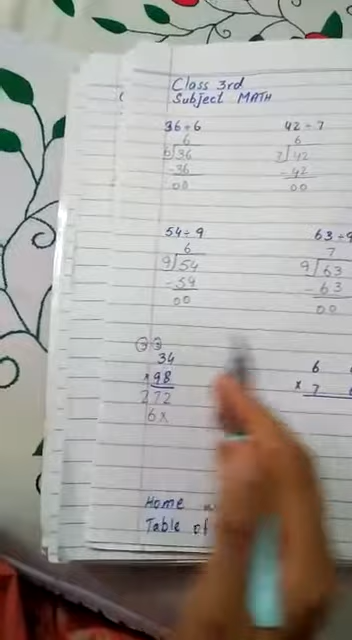 Class 3rd
Subject MATH
36÷6 42÷7
6 6
6 36 7 42
-36 -42
00 00
54÷9 63÷9
6 7
9 54 9 63
-54 -63
00 00
34
×98 6
272 × 7
6×
Home
Table of